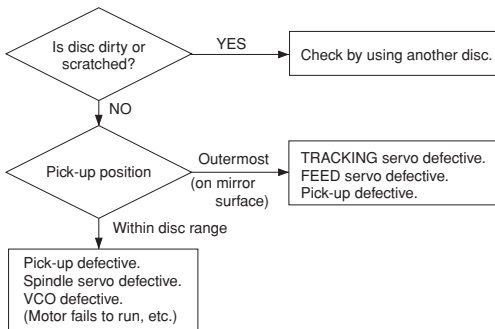 Is disc dirty or
scratched?
YES
Check by using another disc.
NO
Pick-up position
Outermost
(on mirror
surface)
TRACKING servo defective.
FEED servo defective.
Pick-up defective.
Within disc range
Pick-up defective.
Spindle servo defective.
VCO defective.
(Motor fails to run, etc.)